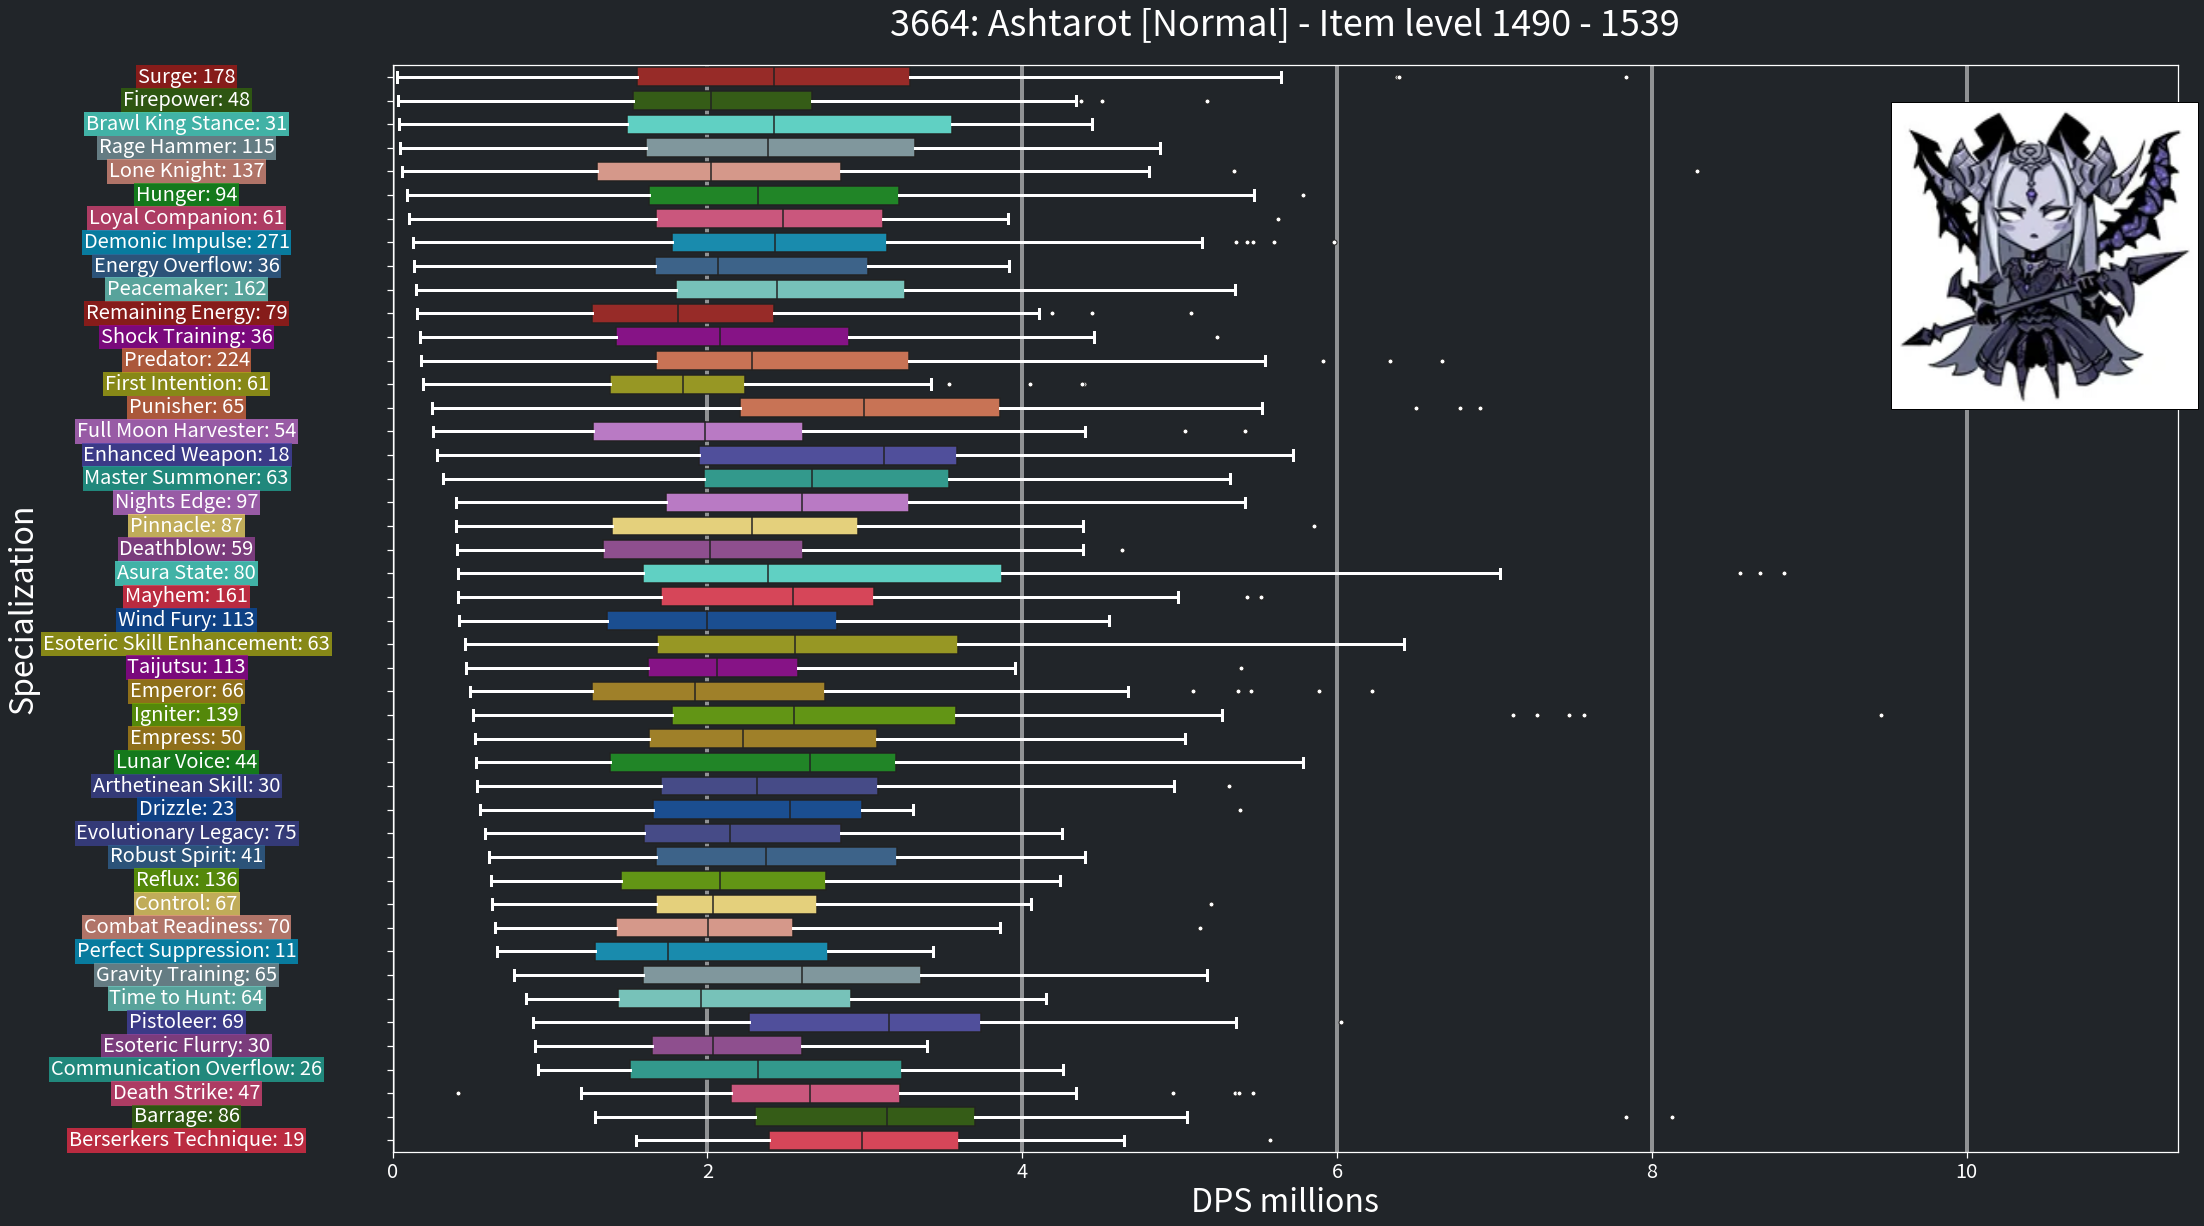 3664: Ashtarot [Normal] - Item level 1490 - 1539
Specialization
Surge: 178
Firepower: 48
Brawl King Stance: 31
Rage Hammer: 115
Lone Knight: 137
Hunger: 94
Loyal Companion: 61
Demonic Impulse: 271
Energy Overflow: 36
Peacemaker: 162
Remaining Energy: 79
Shock Training: 36
Predator: 224
First Intention: 61
Punisher: 65
Full Moon Harvester: 54
Enhanced Weapon: 18
Master Summoner: 63
Nights Edge: 97
Pinnacle: 87
Deathblow: 59
Asura State: 80
Mayhem: 161
Wind Fury: 113
Esoteric Skill Enhancement: 63
Taijutsu: 113
Emperor: 66
Igniter: 139
Empress: 50
Lunar Voice: 44
Arthetinean Skill: 30
Drizzle: 23
Evolutionary Legacy: 75
Robust Spirit: 41
Reflux: 136
Control: 67
Combat Readiness: 70
Perfect Suppression: 11
Gravity Training: 65
Time to Hunt: 64
Pistoleer: 69
Esoteric Flurry: 30
Communication Overflow: 26
Death Strike: 47
Barrage: 86
Berserkers Technique: 19
0 2 4 6 8 10
DPS millions